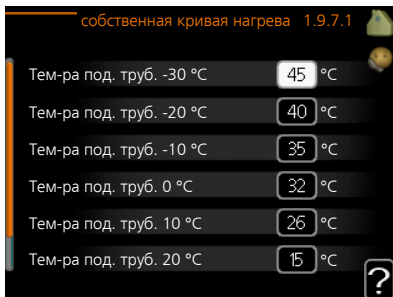 собственная кривая нагрева 1.9.7.1
Тем-ра под. труб. -30 °C 45 °C
Тем-ра под. труб. -20 °C 40 °C
Тем-ра под. труб. -10 °C 35 °C
Тем-ра под. труб. 0 °C 32 °C
Тем-ра под. труб. 10 °C 26 °C
Тем-ра под. труб. 20 °C 15 °C
?